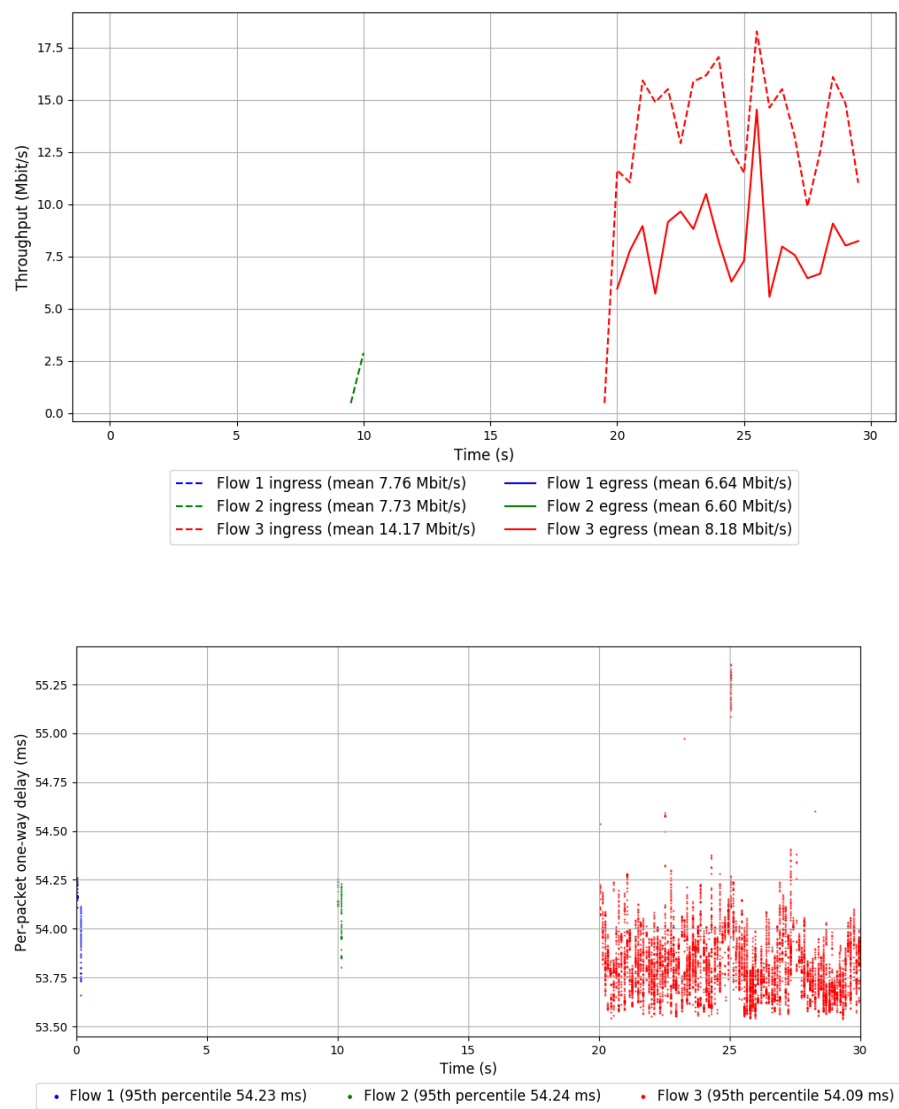 17.5
15.0
12.5
10.0
7.5
5.0
2.5
0.0
Throughput (Mbit/s)
0 5 10 15 20 25 30
Time (s)
Flow 1 ingress (mean 7.76 Mbit/s) Flow 1 egress (mean 6.64 Mbit/s)
Flow 2 ingress (mean 7.73 Mbit/s) Flow 2 egress (mean 6.60 Mbit/s)
Flow 3 ingress (mean 14.17 Mbit/s) Flow 3 egress (mean 8.18 Mbit/s)
55.25
55.00
54.75
54.50
54.25
54.00
53.75
53.50
Per-packet one-way delay (ms)
0 5 10 15 20 25 30
Time (s)
Flow 1 (95th percentile 54.23 ms) Flow 2 (95th percentile 54.24 ms) Flow 3 (95th percentile 54.09 ms)